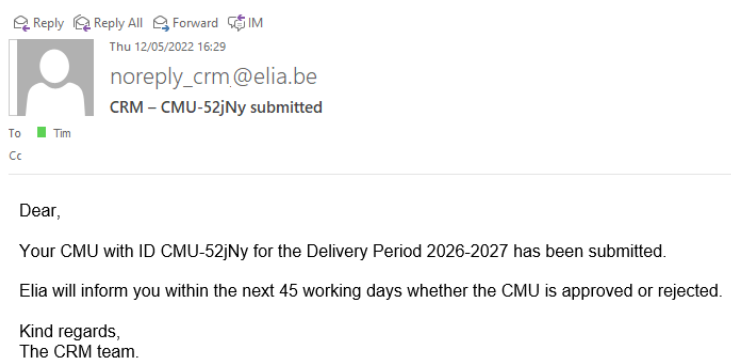 Reply Reply All Forward IM
Thu 12/05/2022 16:29
noreply_crm@elia.be
CRM – CMU-52jNy submitted
To Tim
Cc
Dear,
Your CMU with ID CMU-52jNy for the Delivery Period 2026-2027 has been submitted.
Elia will inform you within the next 45 working days whether the CMU is approved or rejected.
Kind regards,
The CRM team.